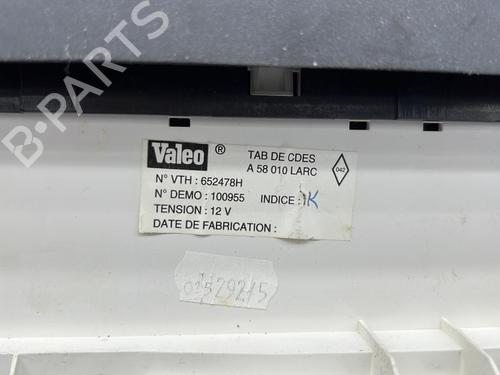 B-PARTS
Valeo ® TAB DE CDES
A 58 010 LARC
042
N° VTH : 652478H
N° DEMO : 100955 INDICE : 1K
TENSION : 12 V
DATE DE FABRICATION :